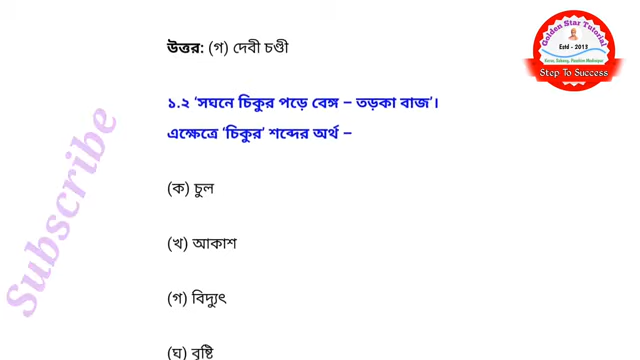 Golden Star Tutorial
Estd - 2013
Step To Success
উত্তর: (গ) দেবী চণ্ডী
১.২ ‘সঘনে চিকুর পড়ে বেঙ্গ – তড়কা বাজ’।
এক্ষেত্রে ‘চিকুর’ শব্দের অর্থ –
(ক) চুল
(খ) আকাশ
(গ) বিদ্যুৎ
(ঘ) বৃষ্টি
Subscribe